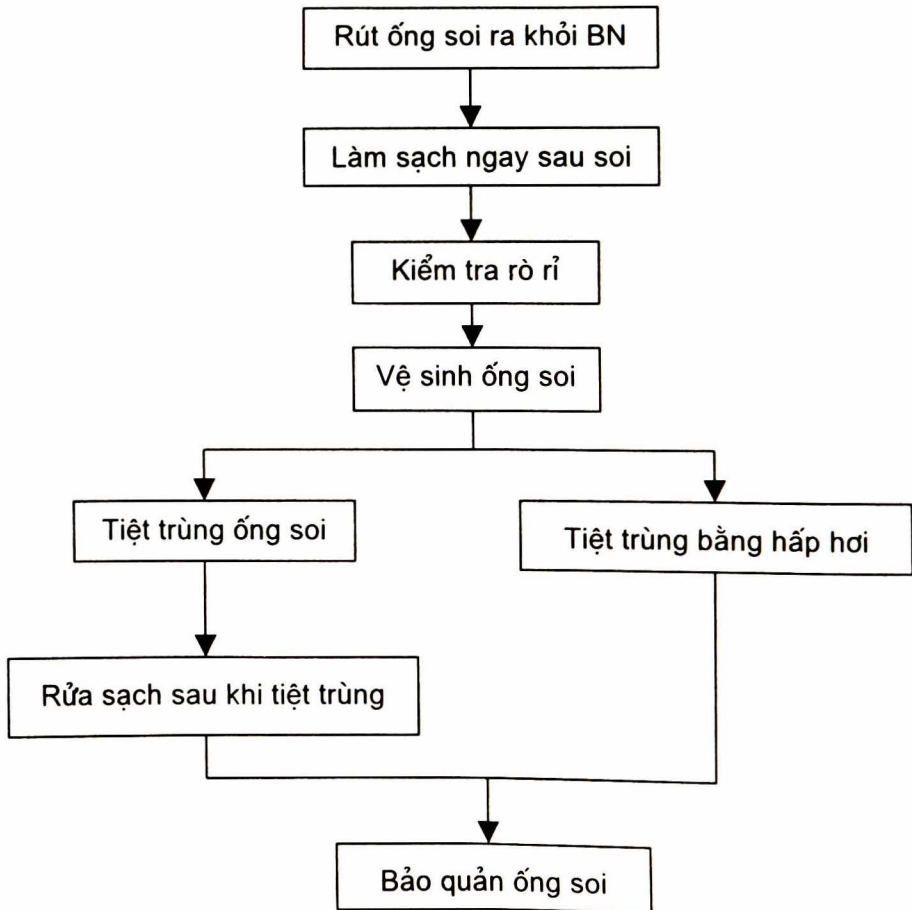 Rút ống soi ra khỏi BN
Làm sạch ngay sau soi
Kiểm tra rò rỉ
Vệ sinh ống soi
Tiệt trùng ống soi
Tiệt trùng bằng hấp hơi
Rửa sạch sau khi tiệt trùng
Bảo quản ống soi